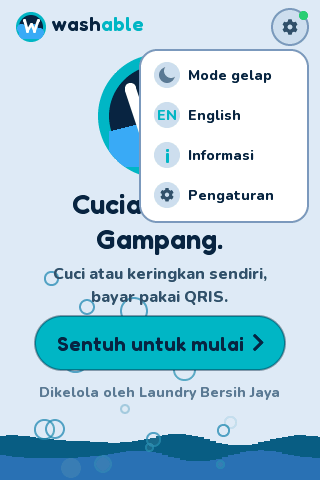 washable
Mode gelap
EN English
i Informasi
Pengaturan
W
Cucia
Gampang.
Cuci atau keringkan sendiri,
bayar pakai QRIS.
Sentuh untuk mulai
Dikelola oleh Laundry Bersih Jaya